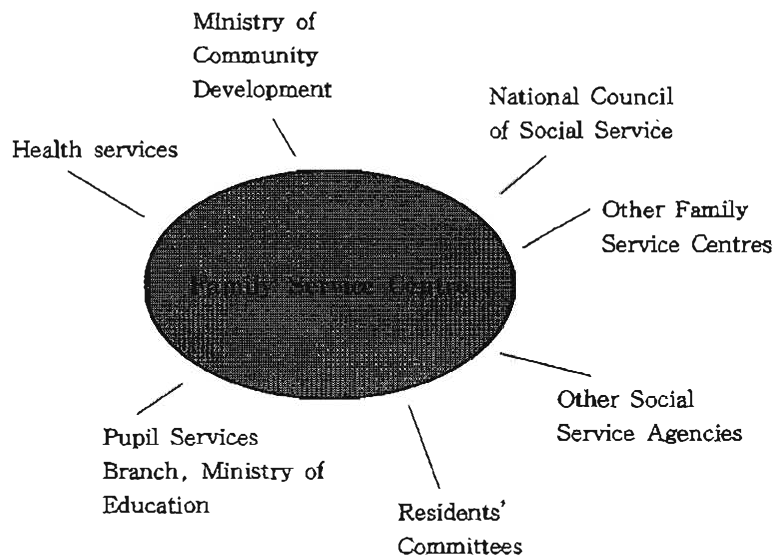 Ministry of
Community
Development
National Council
of Social Service
Health services
Other Family
Service Centres
Family Service Centre
Other Social
Service Agencies
Pupil Services
Branch, Ministry of
Education
Residents'
Committees